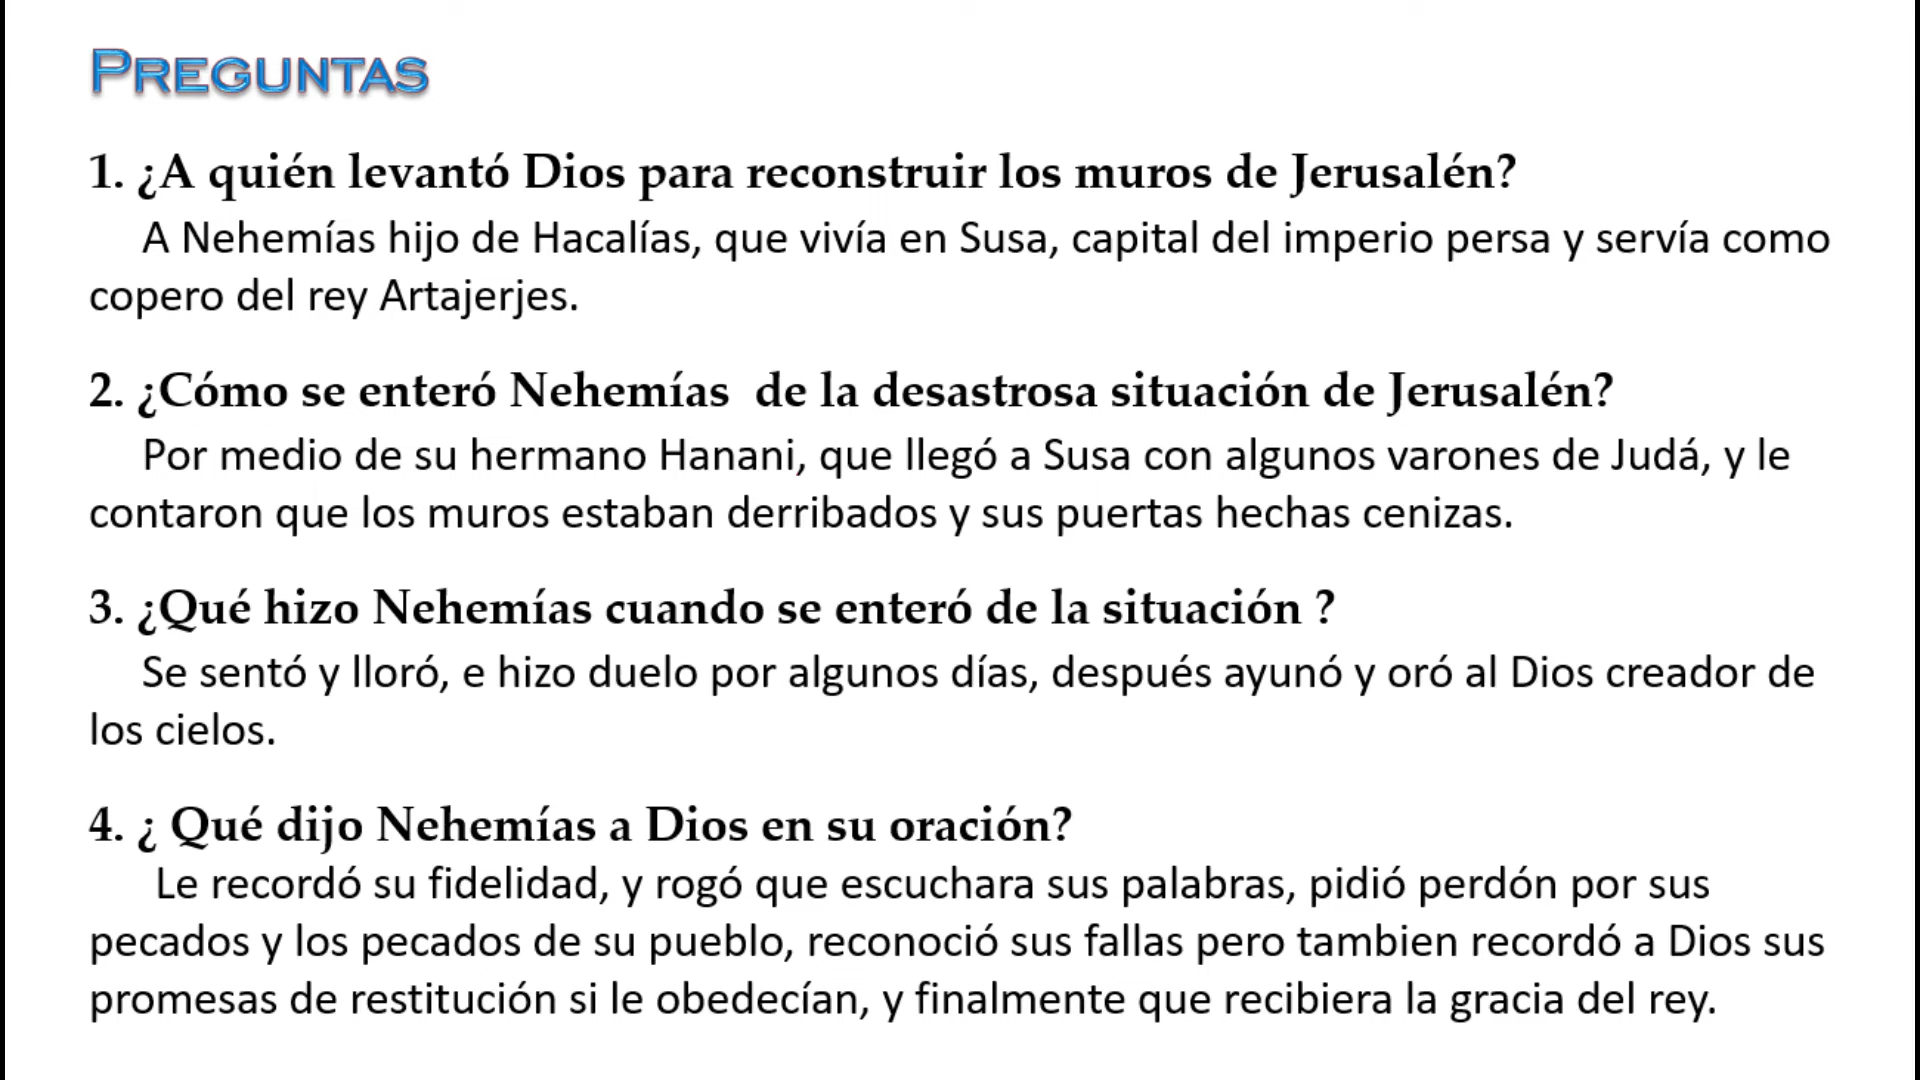 PREGUNTAS
1. ¿A quién levantó Dios para reconstruir los muros de Jerusalén?
A Nehemías hijo de Hacalías, que vivía en Susa, capital del imperio persa y servía como
copero del rey Artajerjes.
2. ¿Cómo se enteró Nehemías  de la desastrosa situación de Jerusalén?
Por medio de su hermano Hanani, que llegó a Susa con algunos varones de Judá, y le
contaron que los muros estaban derribados y sus puertas hechas cenizas.
3. ¿Qué hizo Nehemías cuando se enteró de la situación ?
Se sentó y lloró, e hizo duelo por algunos días, después ayunó y oró al Dios creador de
los cielos.
4. ¿ Qué dijo Nehemías a Dios en su oración?
Le recordó su fidelidad, y rogó que escuchara sus palabras, pidió perdón por sus
pecados y los pecados de su pueblo, reconoció sus fallas pero tambien recordó a Dios sus
promesas de restitución si le obedecían, y finalmente que recibiera la gracia del rey.